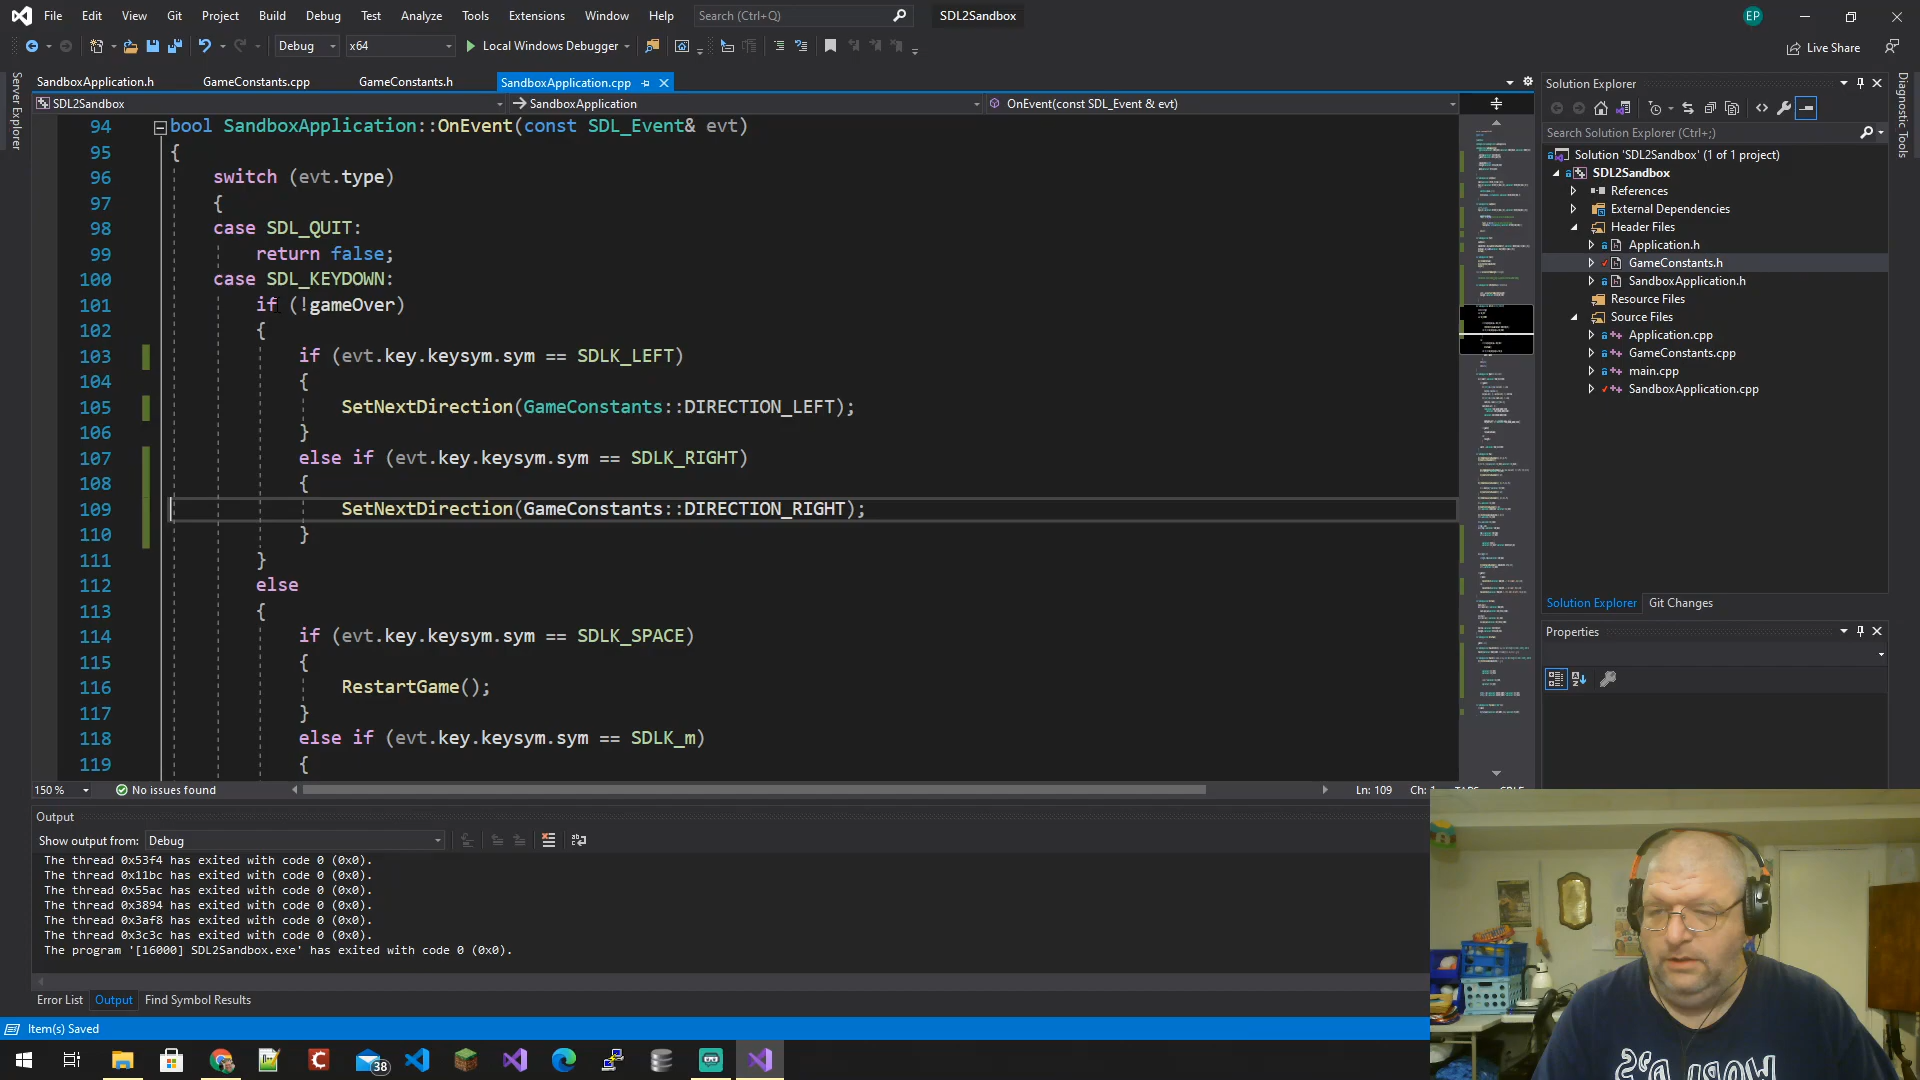 File Edit View Git Project Build Debug Test Analyze Tools Extensions Window Help Search (Ctrl+Q) SDL2Sandbox EP
Debug x64 Local Windows Debugger Live Share
SandboxApplication.h GameConstants.cpp GameConstants.h SandboxApplication.cpp
SDL2Sandbox SandboxApplication OnEvent(const SDL_Event & evt)
Server Explorer
94 bool SandboxApplication::OnEvent(const SDL_Event& evt)
95 {
96 switch (evt.type)
97 {
98 case SDL_QUIT:
99 return false;
100 case SDL_KEYDOWN:
101 if (!gameOver)
102 {
103 if (evt.key.keysym.sym == SDLK_LEFT)
104 {
105 SetNextDirection(GameConstants::DIRECTION_LEFT);
106 }
107 else if (evt.key.keysym.sym == SDLK_RIGHT)
108 {
109 SetNextDirection(GameConstants::DIRECTION_RIGHT);
110 }
111 }
112 else
113 {
114 if (evt.key.keysym.sym == SDLK_SPACE)
115 {
116 RestartGame();
117 }
118 else if (evt.key.keysym.sym == SDLK_m)
119 {
150 % No issues found Ln: 109
Output
Show output from: Debug
The thread 0x53f4 has exited with code 0 (0x0).
The thread 0x11bc has exited with code 0 (0x0).
The thread 0x55ac has exited with code 0 (0x0).
The thread 0x3894 has exited with code 0 (0x0).
The thread 0x3af8 has exited with code 0 (0x0).
The thread 0x3c3c has exited with code 0 (0x0).
The program '[16000] SDL2Sandbox.exe' has exited with code 0 (0x0).
Error List Output Find Symbol Results
Item(s) Saved
38
Solution Explorer
Search Solution Explorer (Ctrl+;)
Solution 'SDL2Sandbox' (1 of 1 project)
SDL2Sandbox
References
External Dependencies
Header Files
Application.h
GameConstants.h
SandboxApplication.h
Resource Files
Source Files
Application.cpp
GameConstants.cpp
main.cpp
SandboxApplication.cpp
Solution Explorer Git Changes
Properties
Diagnostic Tools